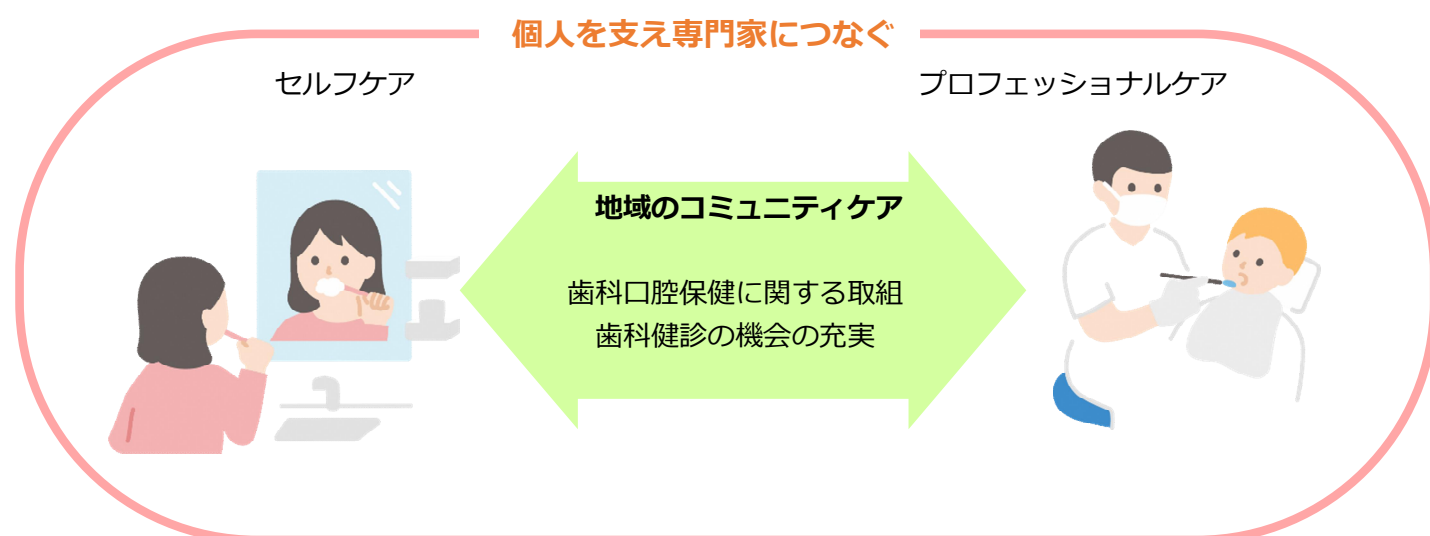 個人を支え専門家につなぐ
セルフケア
プロフェッショナルケア
地域のコミュニティケア
歯科口腔保健に関する取組
歯科健診の機会の充実